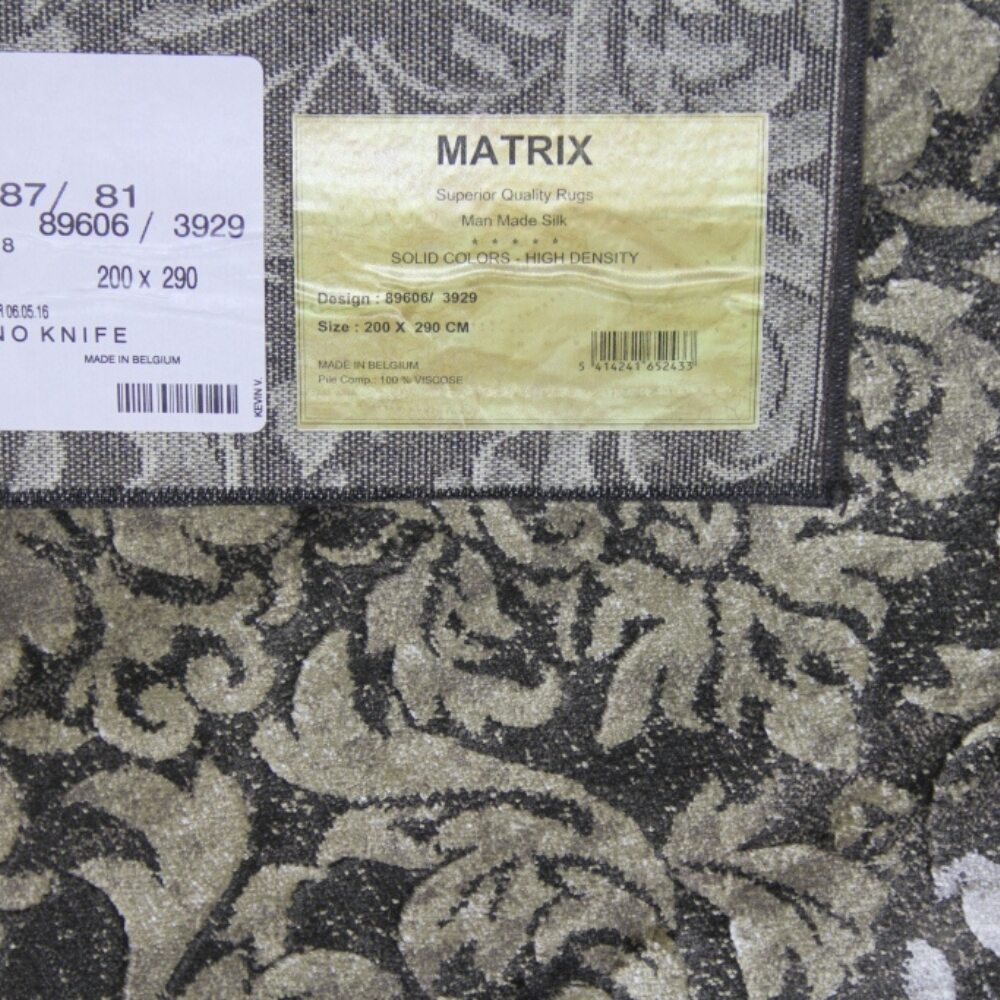 87/ 81
89606 / 3929
8
200 x 290
R 06.05.16
NO KNIFE
MADE IN BELGIUM
KEVIN V.
MATRIX
Superior Quality Rugs
Man Made Silk
* * * * *
SOLID COLORS - HIGH DENSITY
Design : 89606/ 3929
Size : 200 X 290 CM
MADE IN BELGIUM
Pile Comp.: 100 % VISCOSE
5 414241 652433